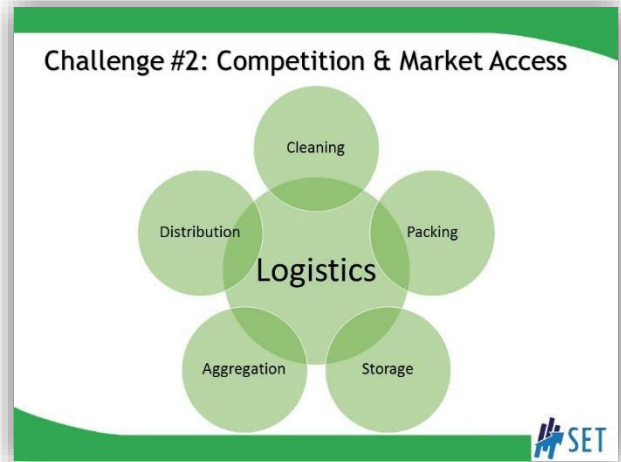 Challenge #2: Competition & Market Access
Cleaning
Distribution
Packing
Logistics
Aggregation
Storage
SET